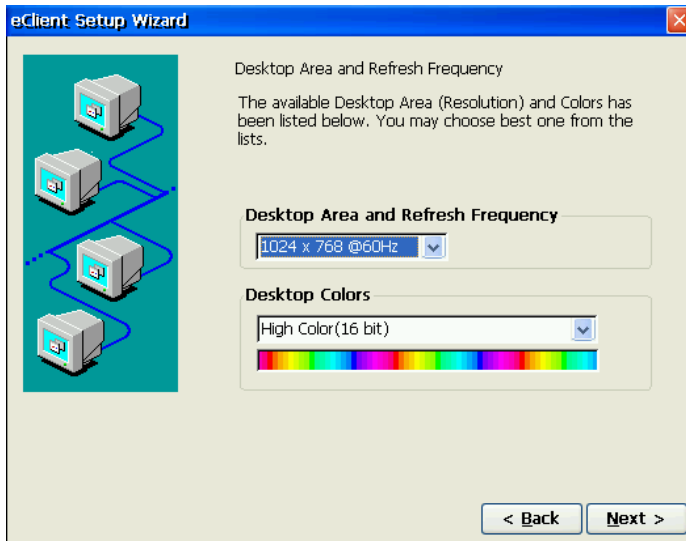 eClient Setup Wizard
Desktop Area and Refresh Frequency
The available Desktop Area (Resolution) and Colors has
been listed below. You may choose best one from the
lists.
Desktop Area and Refresh Frequency
1024 x 768 @60Hz
Desktop Colors
High Color(16 bit)
< Back
Next >